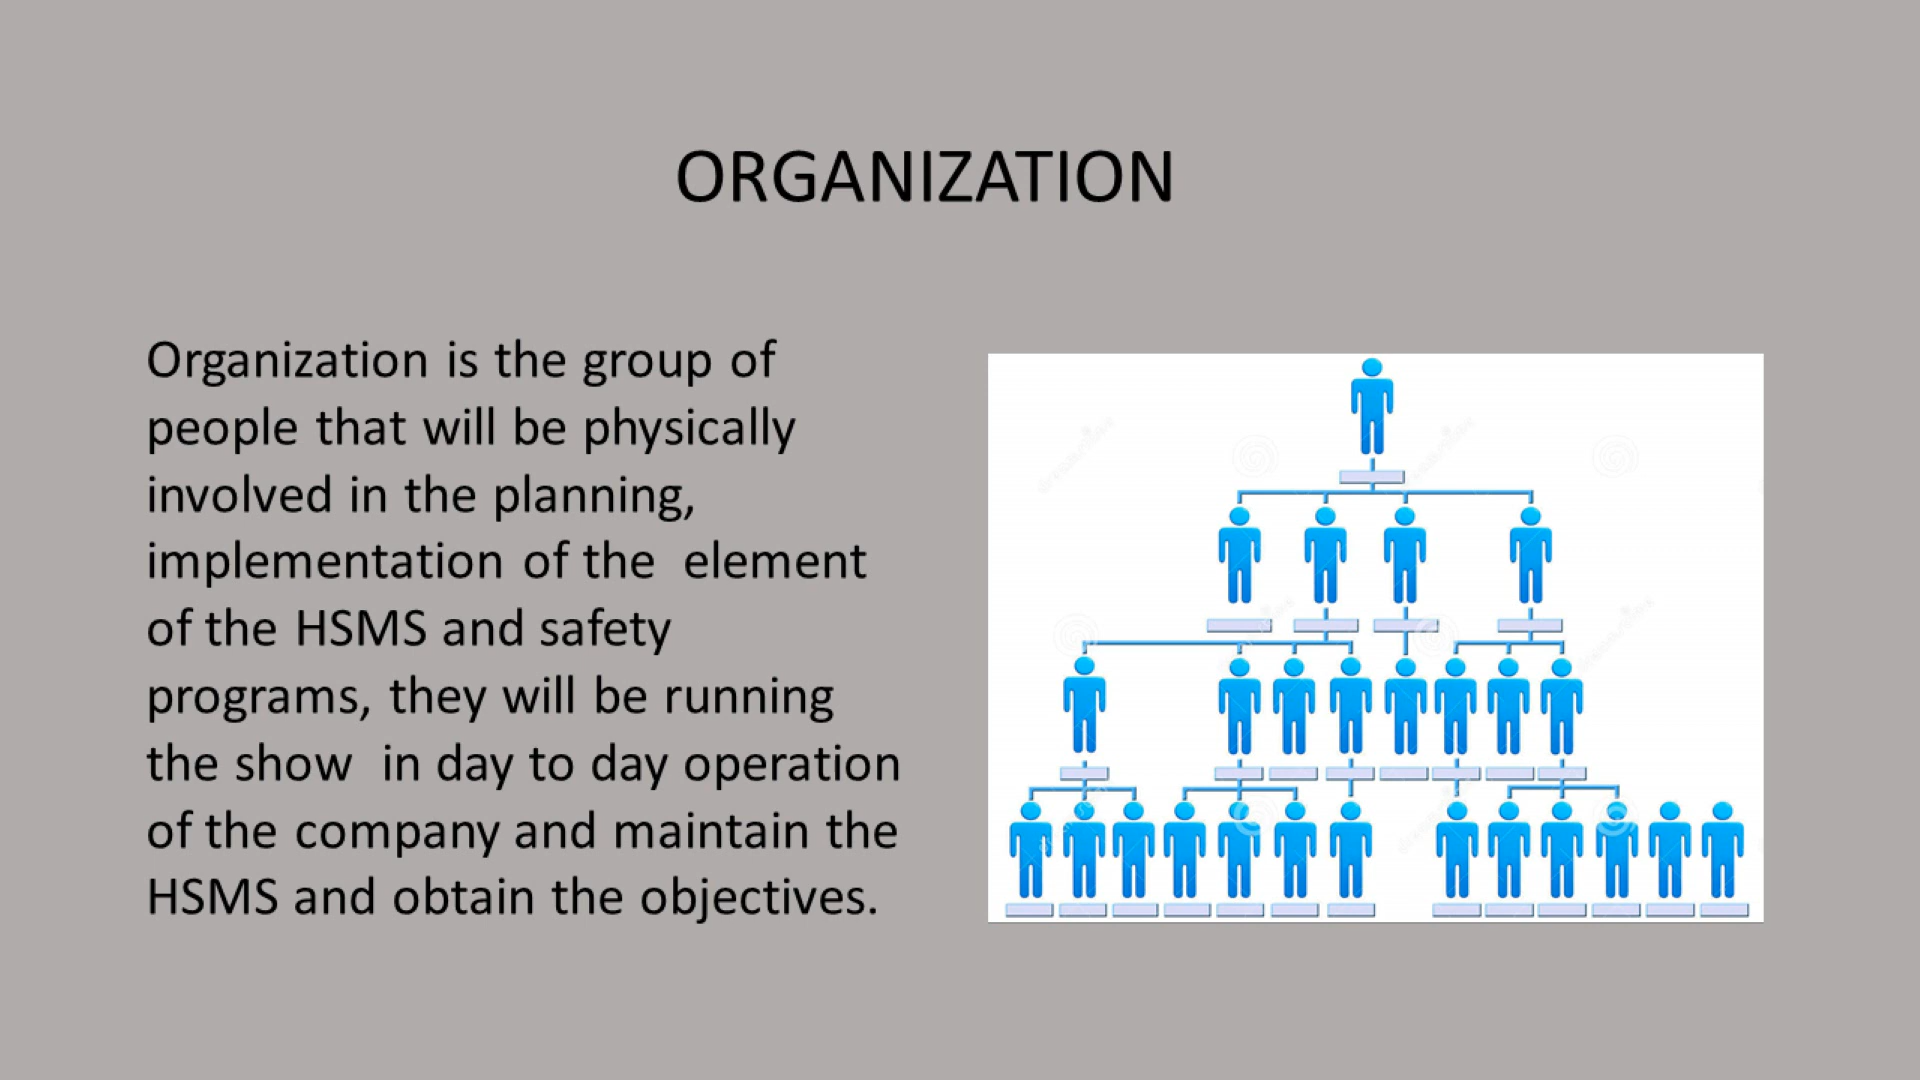 ORGANIZATION
Organization is the group of
people that will be physically
involved in the planning,
implementation of the  element
of the HSMS and safety
programs, they will be running
the show  in day to day operation
of the company and maintain the
HSMS and obtain the objectives.